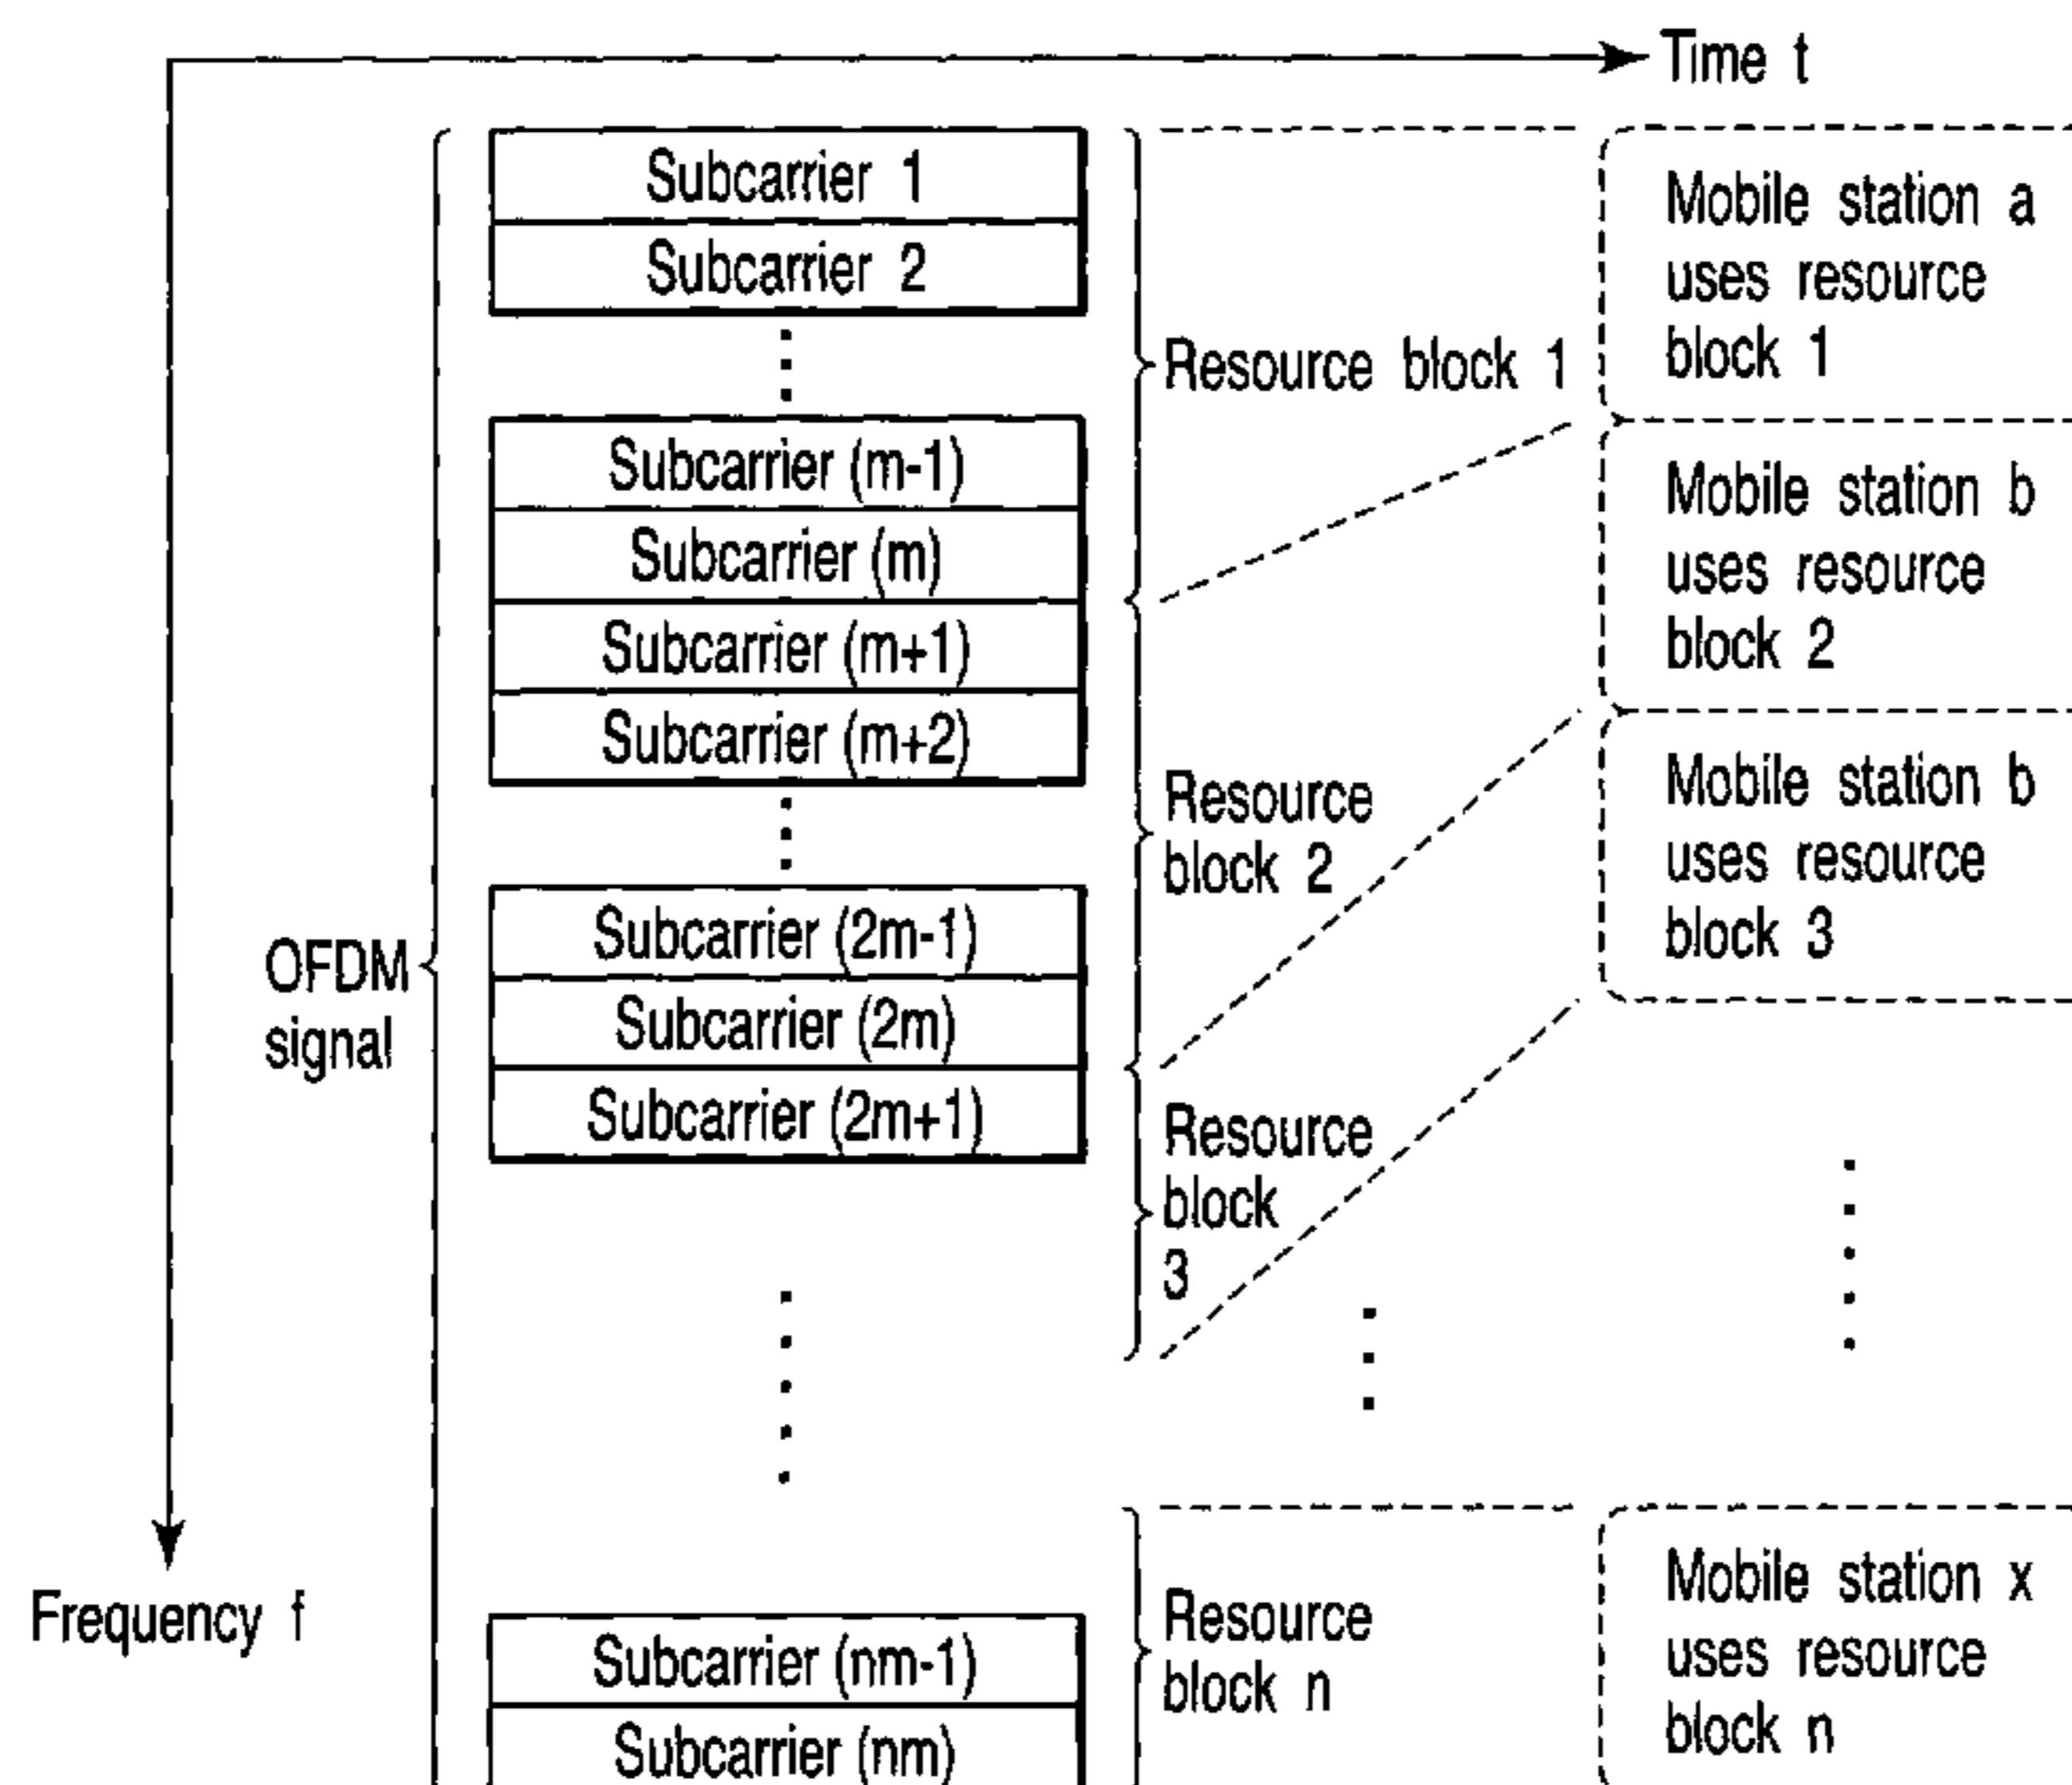 Time t
Subcarrier 1
Subcarrier 2
Subcarrier (m-1)
Subcarrier (m)
Subcarrier (m+1)
Subcarrier (m+2)
Subcarrier (2m-1)
Subcarrier (2m)
Subcarrier (2m+1)
Subcarrier (nm-1)
Subcarrier (nm)
OFDM
signal
Frequency f
Resource block 1
Resource
block 2
Resource
block
3
Resource
block n
Mobile station a
uses resource
block 1
Mobile station b
uses resource
block 2
Mobile station b
uses resource
block 3
Mobile station x
uses resource
block n